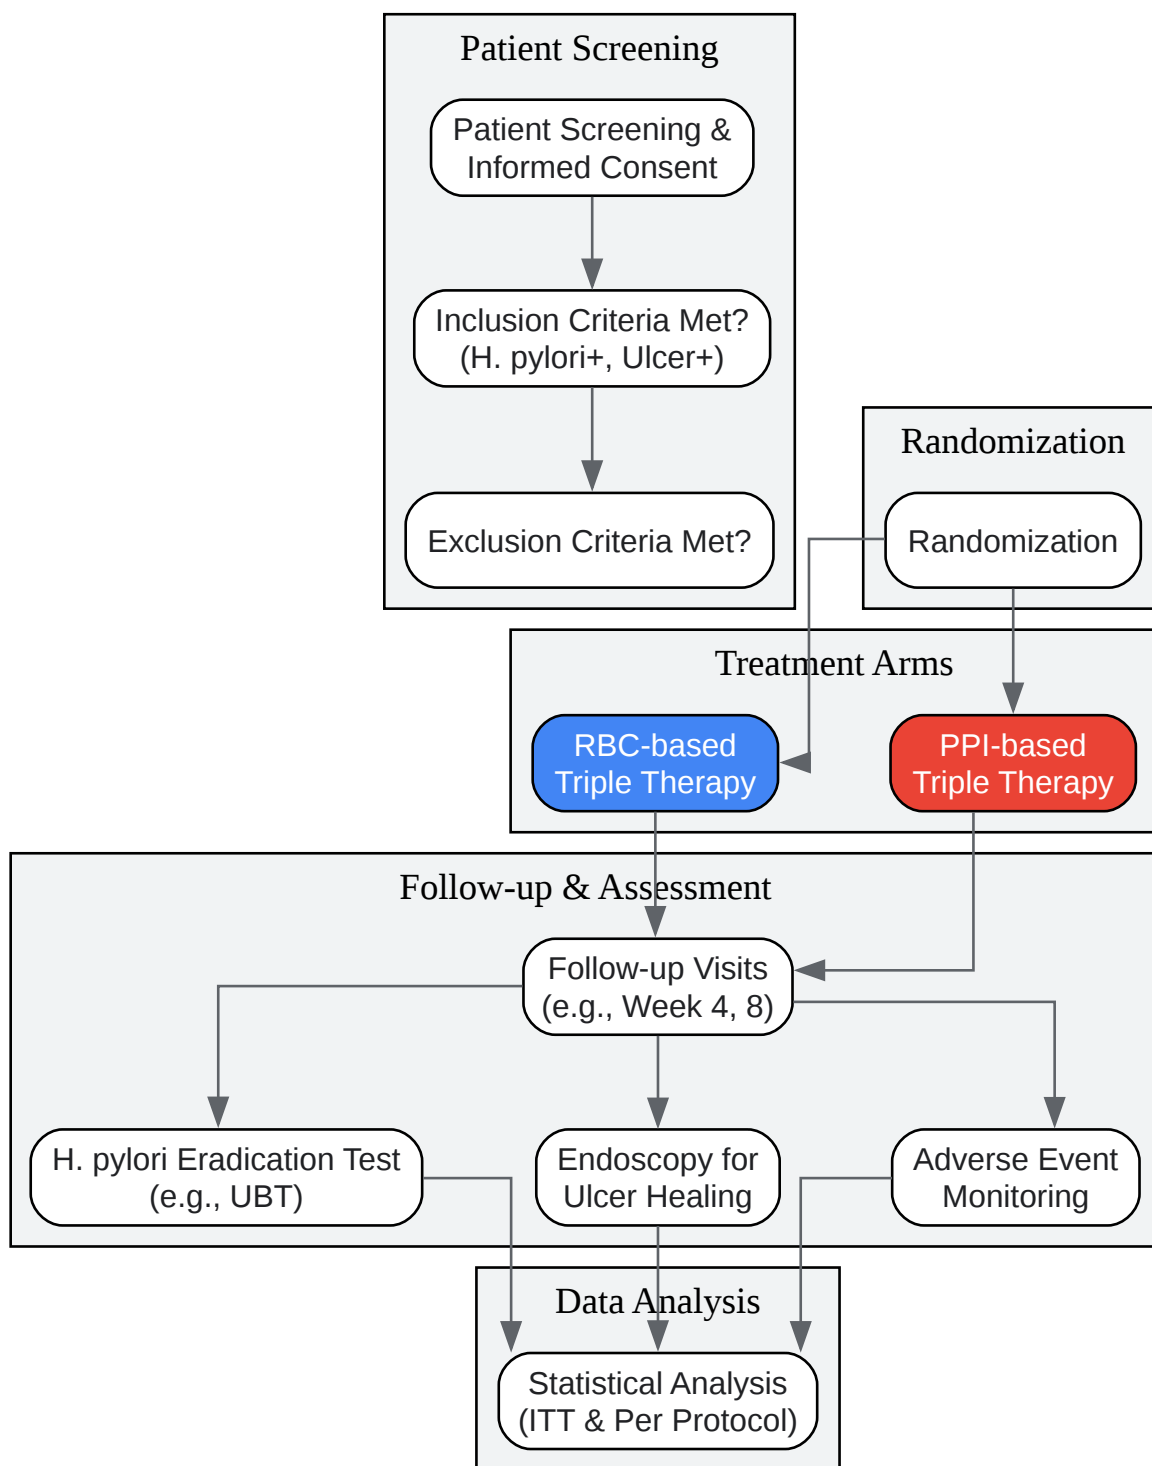 Patient Screening
Patient Screening &
Informed Consent
Inclusion Criteria Met?
(H. pylori+, Ulcer+)
Exclusion Criteria Met?
Randomization
Randomization
Treatment Arms
RBC-based
Triple Therapy
PPI-based
Triple Therapy
Follow-up & Assessment
Follow-up Visits
(e.g., Week 4, 8)
H. pylori Eradication Test
(e.g., UBT)
Endoscopy for
Ulcer Healing
Adverse Event
Monitoring
Data Analysis
Statistical Analysis
(ITT & Per Protocol)